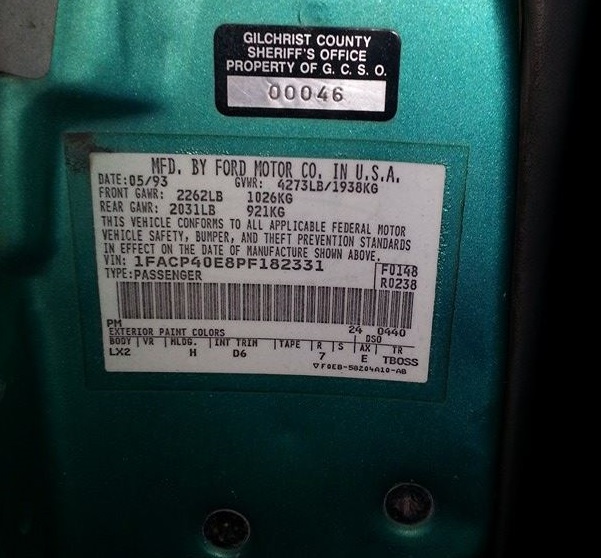 GILCHRIST COUNTY
SHERIFF'S OFFICE
PROPERTY OF G. C. S. O.
00046
MFD. BY FORD MOTOR CO. IN U.S.A.
DATE: 05/93 GVWR: 4273LB/1938KG
FRONT GAWR: 2262LB 1026KG
REAR GAWR: 2031LB 921KG
THIS VEHICLE CONFORMS TO ALL APPLICABLE FEDERAL MOTOR
VEHICLE SAFETY, BUMPER, AND THEFT PREVENTION STANDARDS
IN EFFECT ON THE DATE OF MANUFACTURE SHOWN ABOVE.
VIN: 1FACP40E8PF182331
TYPE: PASSENGER
F0148
R0238
PM 24 0440
EXTERIOR PAINT COLORS DSO
BODY | VR | MLDG. | INT TRIM | TAPE | R | S | AX | TR
LX2 H D6 7 E TBOSS
▽ F0EB-58204A10-AB